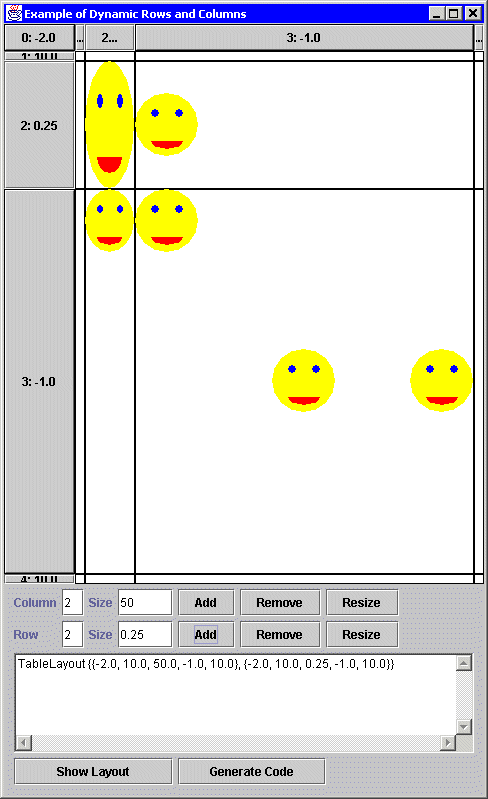 Example of Dynamic Rows and Columns
0: -2.0 ... 2... 3: -1.0 ...
1: 10.0
2: 0.25
3: -1.0
4: 10.0
Column 2 Size 50 Add Remove Resize
Row 2 Size 0.25 Add Remove Resize
TableLayout {{-2.0, 10.0, 50.0, -1.0, 10.0}, {-2.0, 10.0, 0.25, -1.0, 10.0}}
Show Layout Generate Code